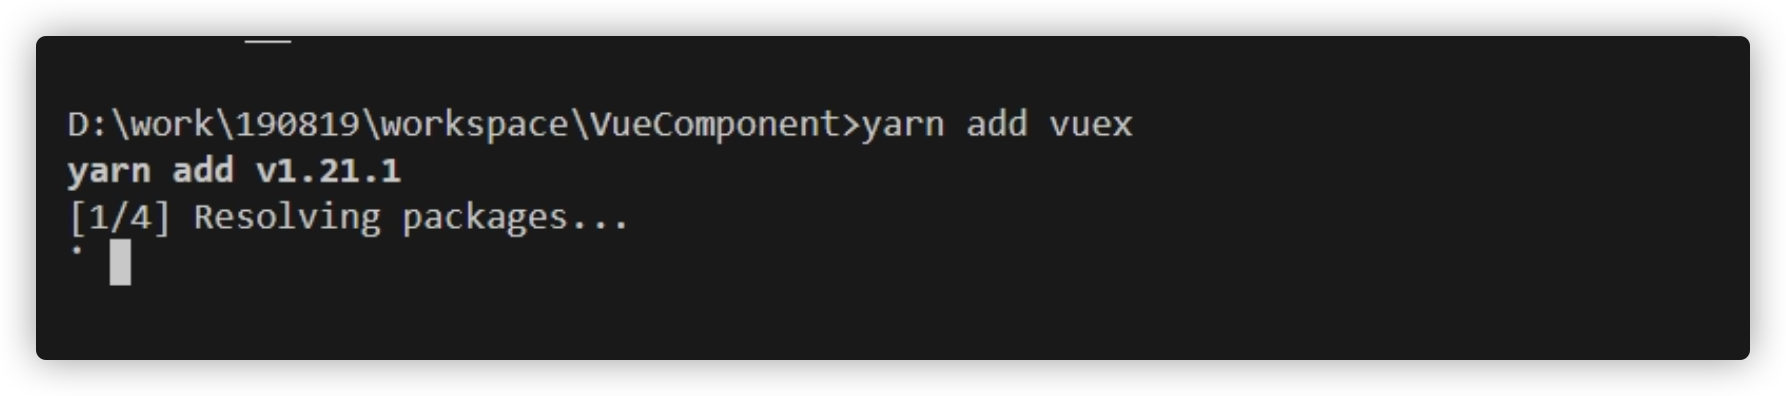 D:\work\190819\workspace\VueComponent>yarn add vuex
yarn add v1.21.1
[1/4] Resolving packages...
⠁